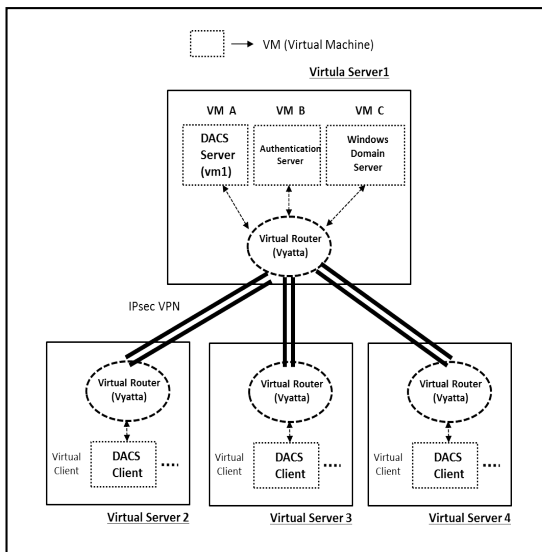 VM (Virtual Machine)
Virtula Server1
VM A
VM B
VM C
DACS
Server
(vm1)
Authentication
Server
Windows
Domain
Server
Virtual Router
(Vyatta)
IPsec VPN
Virtual Router
(Vyatta)
Virtual
Client
DACS
Client
....
Virtual Server 2
Virtual Router
(Vyatta)
Virtual
Client
DACS
Client
....
Virtual Server 3
Virtual Router
(Vyatta)
Virtual
Client
DACS
Client
....
Virtual Server 4